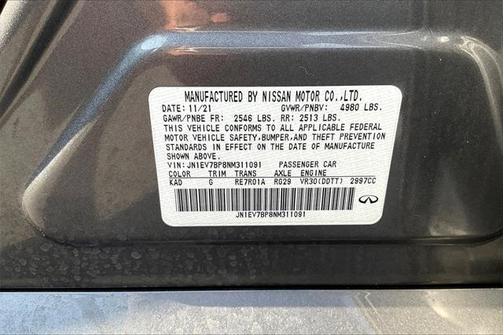 MANUFACTURED BY NISSAN MOTOR CO.,LTD.
DATE: 11/21 GVWR/PNBV: 4980 LBS.
GAWR/PNBE FR: 2546 LBS. RR: 2513 LBS.
THIS VEHICLE CONFORMS TO ALL APPLICABLE FEDERAL
MOTOR VEHICLE SAFETY,BUMPER,AND THEFT PREVENTION
STANDARDS IN EFFECT ON THE DATE OF MANUFACTURE
SHOWN ABOVE.
VIN:JN1EV7BP8NM311091 PASSENGER CAR
COLOR TRIM TRANS AXLE ENGINE
KAD G RE7R01A RG29 VR30(DDTT) 2997CC
JN1EV7BP8NM311091